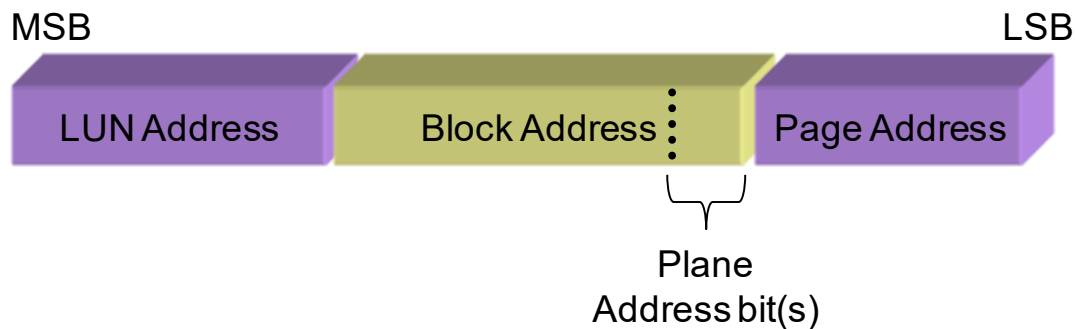 MSB LSB
LUN Address Block Address Page Address
Plane
Address bit(s)